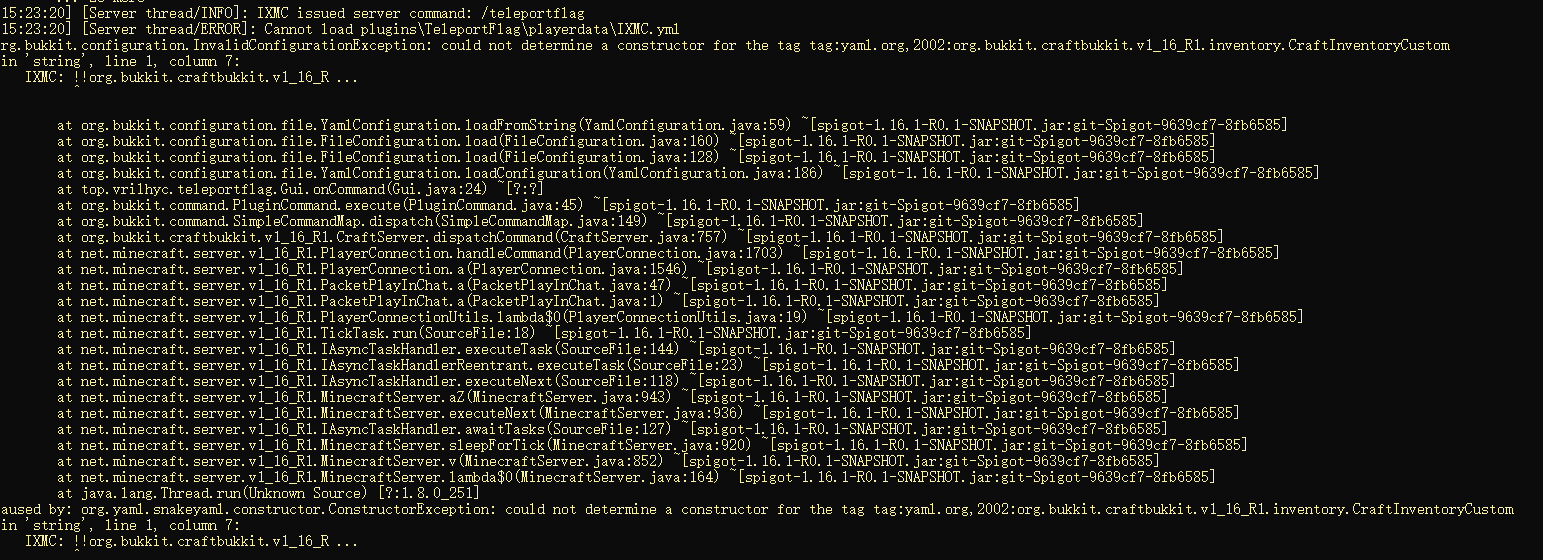 15:23:20] [Server thread/INFO]: IXMC issued server command: /teleportflag
15:23:20] [Server thread/ERROR]: Cannot load plugins\TeleportFlag\playerdata\IXMC.yml
rg.bukkit.configuration.InvalidConfigurationException: could not determine a constructor for the tag tag:yaml.org,2002:org.bukkit.craftbukkit.v1_16_R1.inventory.CraftInventoryCustom
in 'string', line 1, column 7:
IXMC: !!org.bukkit.craftbukkit.v1_16_R ...
^
at org.bukkit.configuration.file.YamlConfiguration.loadFromString(YamlConfiguration.java:59) ~[spigot-1.16.1-R0.1-SNAPSHOT.jar:git-Spigot-9639cf7-8fb6585]
at org.bukkit.configuration.file.FileConfiguration.load(FileConfiguration.java:160) ~[spigot-1.16.1-R0.1-SNAPSHOT.jar:git-Spigot-9639cf7-8fb6585]
at org.bukkit.configuration.file.FileConfiguration.load(FileConfiguration.java:128) ~[spigot-1.16.1-R0.1-SNAPSHOT.jar:git-Spigot-9639cf7-8fb6585]
at org.bukkit.configuration.file.YamlConfiguration.loadConfiguration(YamlConfiguration.java:186) ~[spigot-1.16.1-R0.1-SNAPSHOT.jar:git-Spigot-9639cf7-8fb6585]
at top.vrilhyc.teleportflag.Gui.onCommand(Gui.java:24) ~[?:?]
at org.bukkit.command.PluginCommand.execute(PluginCommand.java:45) ~[spigot-1.16.1-R0.1-SNAPSHOT.jar:git-Spigot-9639cf7-8fb6585]
at org.bukkit.command.SimpleCommandMap.dispatch(SimpleCommandMap.java:149) ~[spigot-1.16.1-R0.1-SNAPSHOT.jar:git-Spigot-9639cf7-8fb6585]
at org.bukkit.craftbukkit.v1_16_R1.CraftServer.dispatchCommand(CraftServer.java:757) ~[spigot-1.16.1-R0.1-SNAPSHOT.jar:git-Spigot-9639cf7-8fb6585]
at net.minecraft.server.v1_16_R1.PlayerConnection.handleCommand(PlayerConnection.java:1703) ~[spigot-1.16.1-R0.1-SNAPSHOT.jar:git-Spigot-9639cf7-8fb6585]
at net.minecraft.server.v1_16_R1.PlayerConnection.a(PlayerConnection.java:1546) ~[spigot-1.16.1-R0.1-SNAPSHOT.jar:git-Spigot-9639cf7-8fb6585]
at net.minecraft.server.v1_16_R1.PacketPlayInChat.a(PacketPlayInChat.java:47) ~[spigot-1.16.1-R0.1-SNAPSHOT.jar:git-Spigot-9639cf7-8fb6585]
at net.minecraft.server.v1_16_R1.PacketPlayInChat.a(PacketPlayInChat.java:1) ~[spigot-1.16.1-R0.1-SNAPSHOT.jar:git-Spigot-9639cf7-8fb6585]
at net.minecraft.server.v1_16_R1.PlayerConnectionUtils.lambda$0(PlayerConnectionUtils.java:19) ~[spigot-1.16.1-R0.1-SNAPSHOT.jar:git-Spigot-9639cf7-8fb6585]
at net.minecraft.server.v1_16_R1.TickTask.run(SourceFile:18) ~[spigot-1.16.1-R0.1-SNAPSHOT.jar:git-Spigot-9639cf7-8fb6585]
at net.minecraft.server.v1_16_R1.IAsyncTaskHandler.executeTask(SourceFile:144) ~[spigot-1.16.1-R0.1-SNAPSHOT.jar:git-Spigot-9639cf7-8fb6585]
at net.minecraft.server.v1_16_R1.IAsyncTaskHandlerReentrant.executeTask(SourceFile:23) ~[spigot-1.16.1-R0.1-SNAPSHOT.jar:git-Spigot-9639cf7-8fb6585]
at net.minecraft.server.v1_16_R1.IAsyncTaskHandler.executeNext(SourceFile:118) ~[spigot-1.16.1-R0.1-SNAPSHOT.jar:git-Spigot-9639cf7-8fb6585]
at net.minecraft.server.v1_16_R1.MinecraftServer.aZ(MinecraftServer.java:943) ~[spigot-1.16.1-R0.1-SNAPSHOT.jar:git-Spigot-9639cf7-8fb6585]
at net.minecraft.server.v1_16_R1.MinecraftServer.executeNext(MinecraftServer.java:936) ~[spigot-1.16.1-R0.1-SNAPSHOT.jar:git-Spigot-9639cf7-8fb6585]
at net.minecraft.server.v1_16_R1.IAsyncTaskHandler.awaitTasks(SourceFile:127) ~[spigot-1.16.1-R0.1-SNAPSHOT.jar:git-Spigot-9639cf7-8fb6585]
at net.minecraft.server.v1_16_R1.MinecraftServer.sleepForTick(MinecraftServer.java:920) ~[spigot-1.16.1-R0.1-SNAPSHOT.jar:git-Spigot-9639cf7-8fb6585]
at net.minecraft.server.v1_16_R1.MinecraftServer.v(MinecraftServer.java:852) ~[spigot-1.16.1-R0.1-SNAPSHOT.jar:git-Spigot-9639cf7-8fb6585]
at net.minecraft.server.v1_16_R1.MinecraftServer.lambda$0(MinecraftServer.java:164) ~[spigot-1.16.1-R0.1-SNAPSHOT.jar:git-Spigot-9639cf7-8fb6585]
at java.lang.Thread.run(Unknown Source) [?:1.8.0_251]
aused by: org.yaml.snakeyaml.constructor.ConstructorException: could not determine a constructor for the tag tag:yaml.org,2002:org.bukkit.craftbukkit.v1_16_R1.inventory.CraftInventoryCustom
in 'string', line 1, column 7:
IXMC: !!org.bukkit.craftbukkit.v1_16_R ...
^